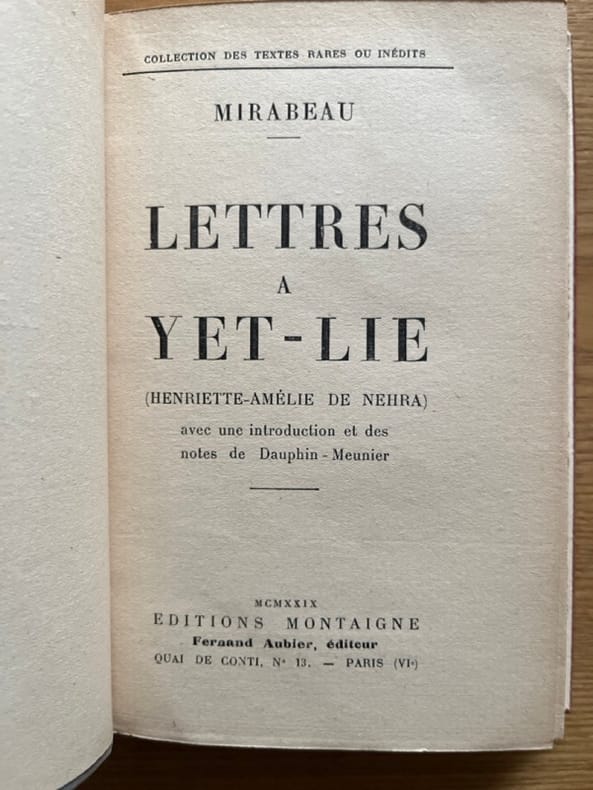 COLLECTION DES TEXTES RARES OU INÉDITS
MIRABEAU
LETTRES
A
YET-LIE
(HENRIETTE-AMÉLIE DE NEHRA)
avec une introduction et des
notes de Dauphin-Meunier
MCMXXIX
EDITIONS MONTAIGNE
Fernand Aubier, éditeur
QUAI DE CONTI, N° 13. — PARIS (VIe)